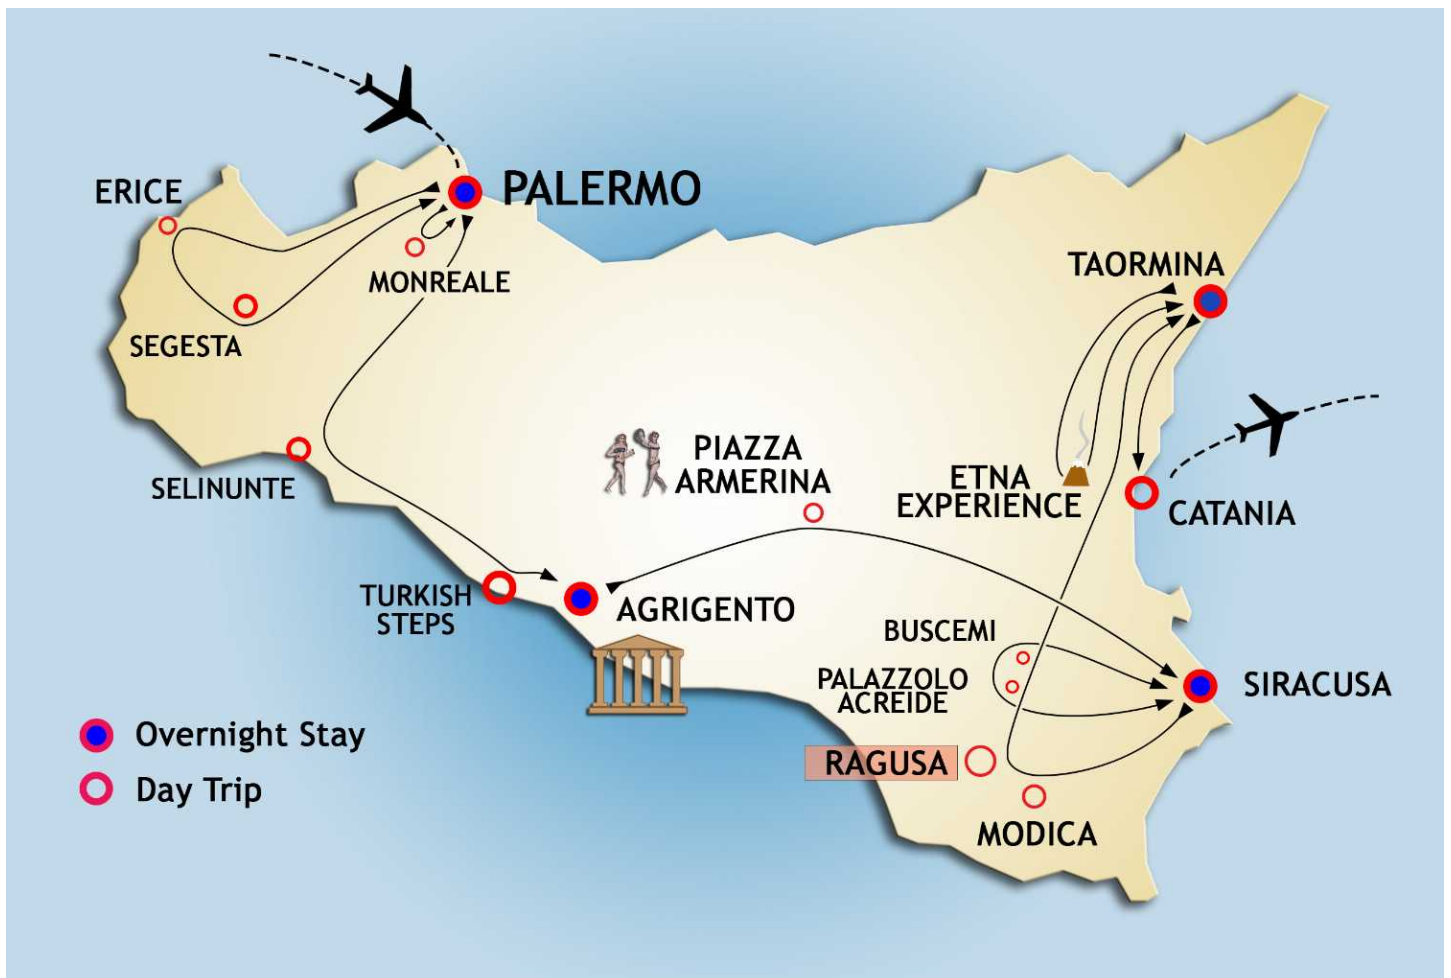 ERICE
PALERMO
MONREALE
SEGESTA
TAORMINA
SELINUNTE
PIAZZA
ARMERINA
ETNA
EXPERIENCE
CATANIA
TURKISH
STEPS
AGRIGENTO
BUSCEMI
PALAZZOLO
ACREIDE
SIRACUSA
RAGUSA
MODICA
Overnight Stay
Day Trip